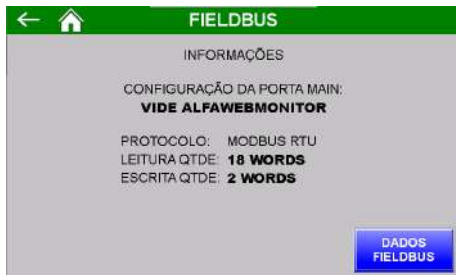 FIELDBUS
INFORMAÇÕES
CONFIGURAÇÃO DA PORTA MAIN:
VIDE ALFAWEBMONITOR
PROTOCOLO: MODBUS RTU
LEITURA QTDE: 18 WORDS
ESCRITA QTDE: 2 WORDS
DADOS
FIELDBUS